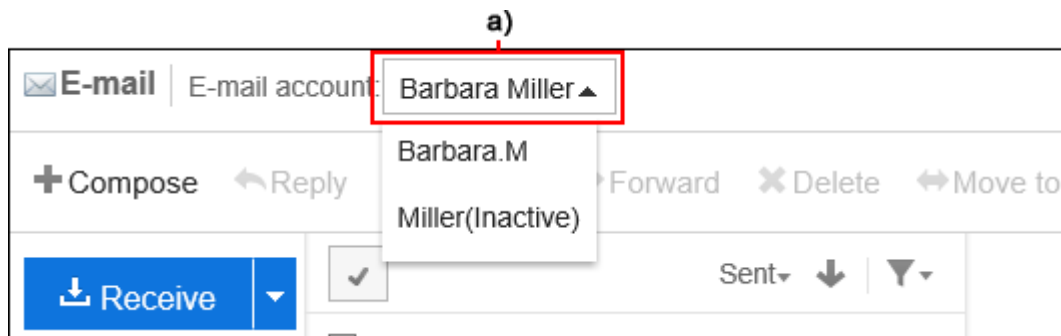 a)
E-mail E-mail account: Barbara Miller
Barbara.M
Compose Reply Forward Delete Move to
Miller(Inactive)
Receive Sent